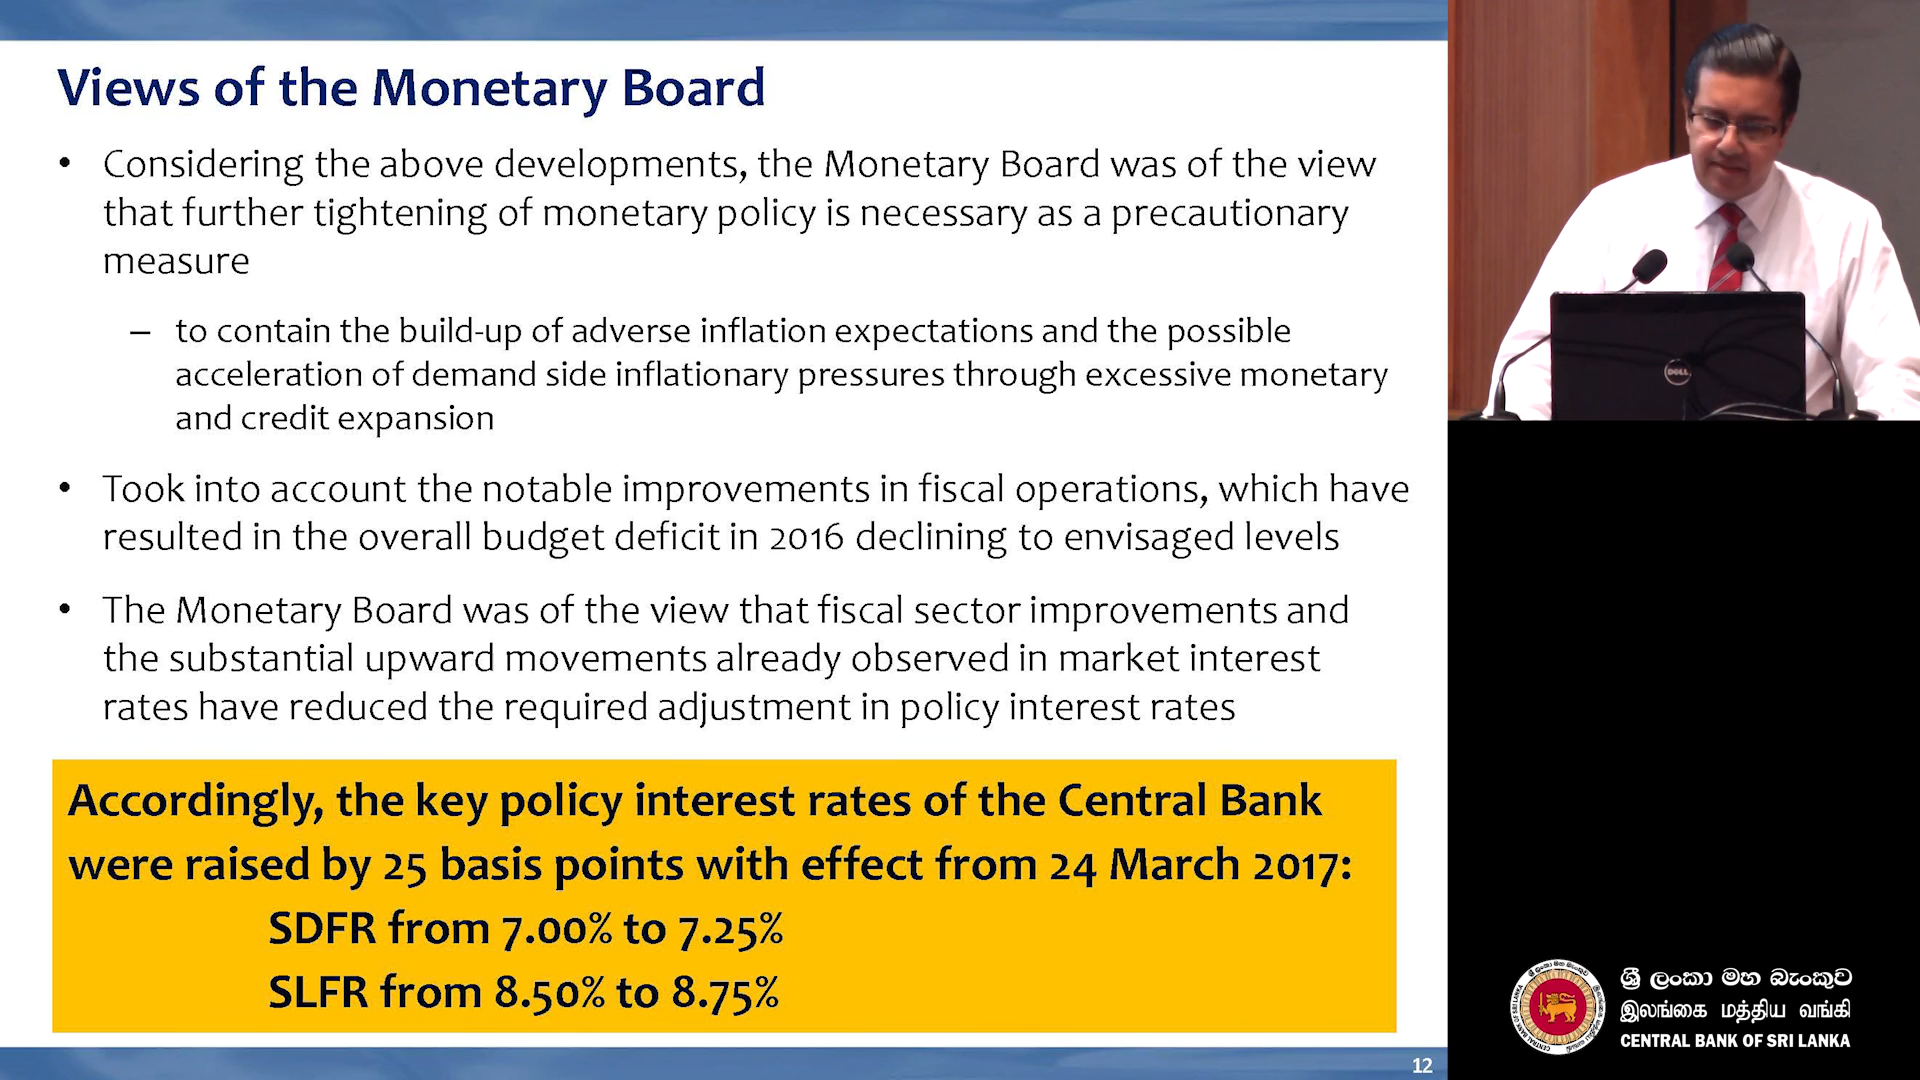 Views of the Monetary Board
• Considering the above developments, the Monetary Board was of the view
that further tightening of monetary policy is necessary as a precautionary
measure
– to contain the build-up of adverse inflation expectations and the possible
acceleration of demand side inflationary pressures through excessive monetary
and credit expansion
• Took into account the notable improvements in fiscal operations, which have
resulted in the overall budget deficit in 2016 declining to envisaged levels
• The Monetary Board was of the view that fiscal sector improvements and
the substantial upward movements already observed in market interest
rates have reduced the required adjustment in policy interest rates
Accordingly, the key policy interest rates of the Central Bank
were raised by 25 basis points with effect from 24 March 2017:
SDFR from 7.00% to 7.25%
SLFR from 8.50% to 8.75%
12
DELL
ශ්‍රී ලංකා මහ බැංකුව
இலங்கை மத்திய வங்கி
CENTRAL BANK OF SRI LANKA